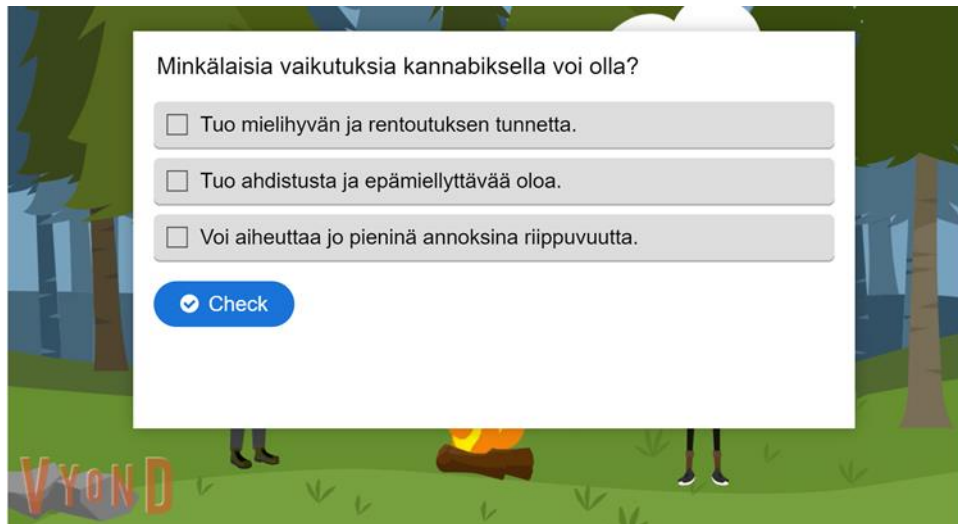 Minkälaisia vaikutuksia kannabiksella voi olla?
Tuo mielihyvän ja rentoutuksen tunnetta.
Tuo ahdistusta ja epämiellyttävää oloa.
Voi aiheuttaa jo pieninä annoksina riippuvuutta.
Check
VYOND